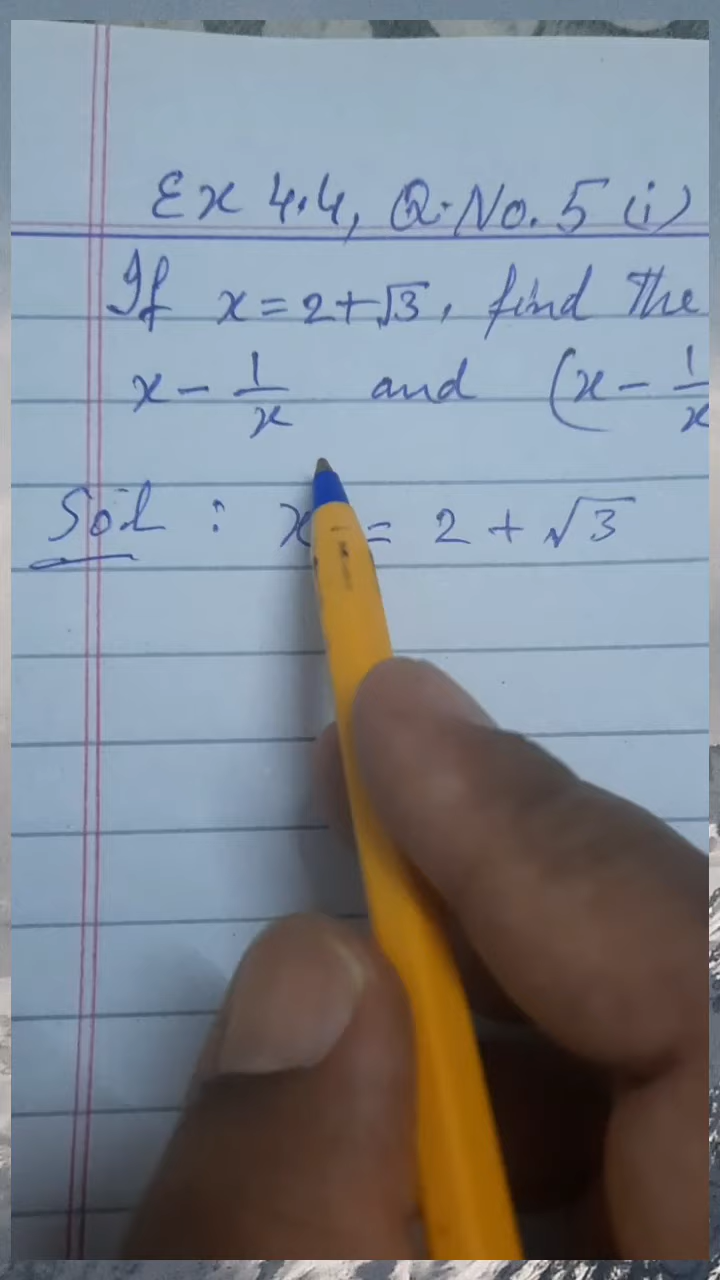 Ex 4.4, Q.No. 5 (i)
If x = 2+√3, find the
x - 1/x and (x - 1/x
Sol : x = 2 + √3